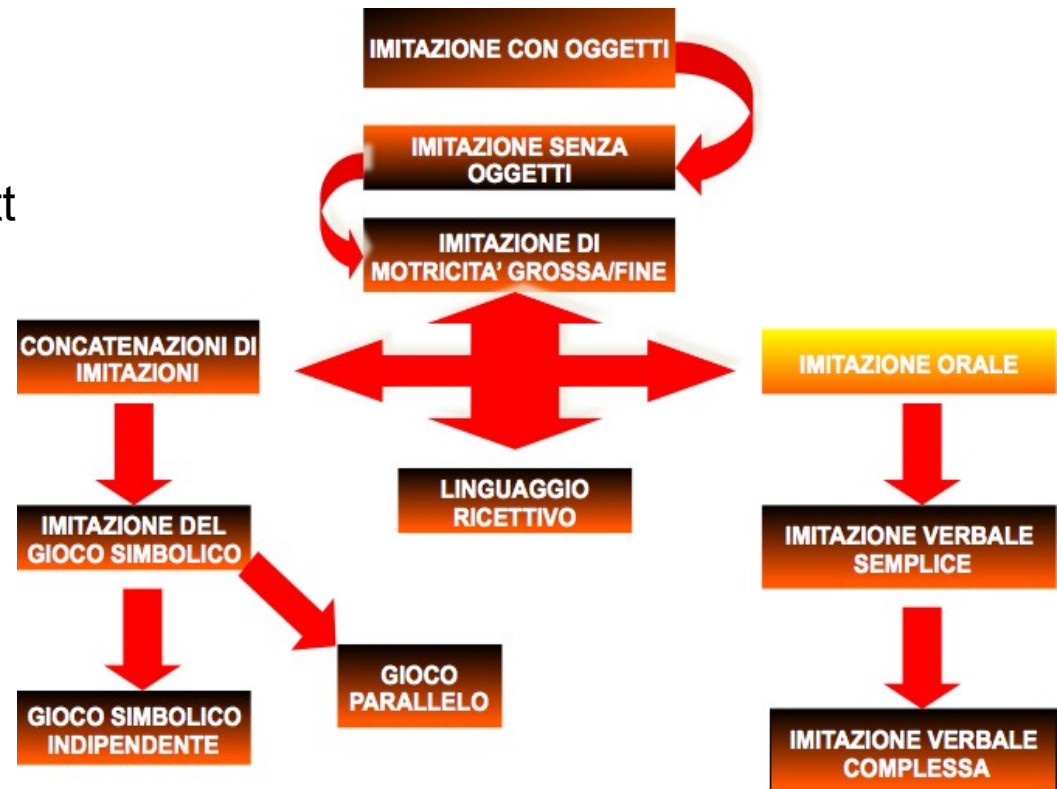 IMITAZIONE CON OGGETTI
IMITAZIONE SENZA
OGGETTI
IMITAZIONE DI
MOTRICITA' GROSSA/FINE
CONCATENAZIONI DI
IMITAZIONI
IMITAZIONE ORALE
LINGUAGGIO
RICETTIVO
IMITAZIONE DEL
GIOCO SIMBOLICO
IMITAZIONE VERBALE
SEMPLICE
GIOCO
PARALLELO
GIOCO SIMBOLICO
INDIPENDENTE
IMITAZIONE VERBALE
COMPLESSA